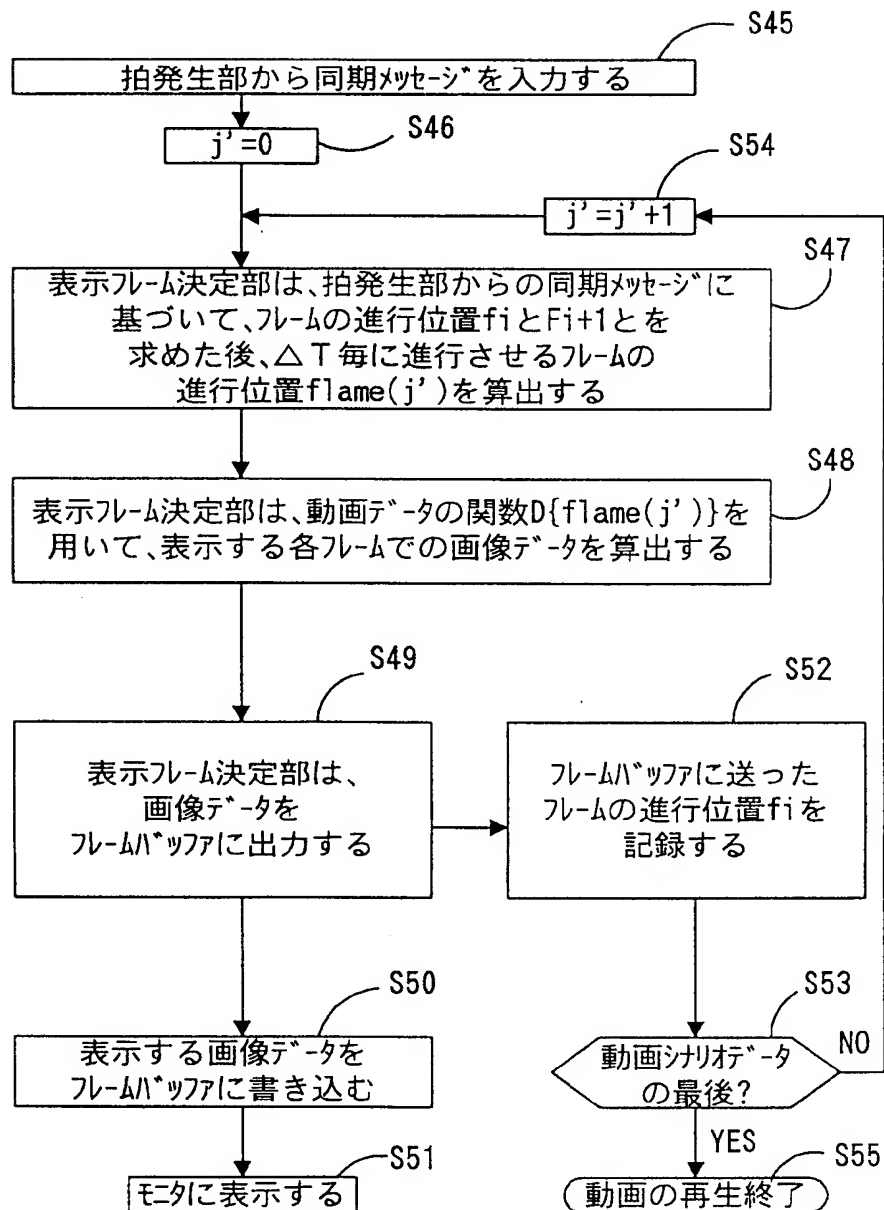 S45
拍発生部から同期ﾒｯｾｰｼﾞを入力する
S46
j'=0
S54
j'=j'+1
S47
表示ﾌﾚｰﾑ決定部は、拍発生部からの同期ﾒｯｾｰｼﾞに
基づいて、ﾌﾚｰﾑの進行位置fiとFi+1とを
求めた後、△T毎に進行させるﾌﾚｰﾑの
進行位置flame(j')を算出する
S48
表示ﾌﾚｰﾑ決定部は、動画ﾃﾞｰﾀの関数D{flame(j')}を
用いて、表示する各ﾌﾚｰﾑでの画像ﾃﾞｰﾀを算出する
S49
表示ﾌﾚｰﾑ決定部は、
画像ﾃﾞｰﾀを
ﾌﾚｰﾑﾊﾞｯﾌｧに出力する
S52
ﾌﾚｰﾑﾊﾞｯﾌｧに送った
ﾌﾚｰﾑの進行位置fiを
記録する
S50
表示する画像ﾃﾞｰﾀを
ﾌﾚｰﾑﾊﾞｯﾌｧに書き込む
S53
動画ｼﾅﾘｵﾃﾞｰﾀ
の最後?
NO
YES
S51
ﾓﾆﾀに表示する
S55
動画の再生終了